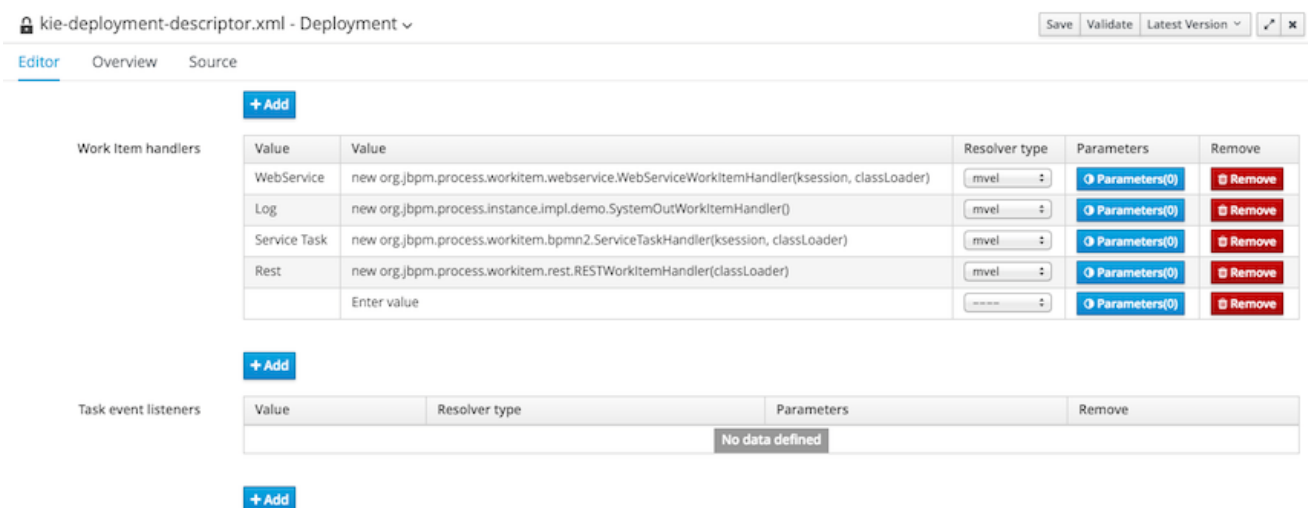 kie-deployment-descriptor.xml - Deployment
Save Validate Latest Version
Editor Overview Source
+ Add
Work Item handlers Value Value Resolver type Parameters Remove
WebService new org.jbpm.process.workitem.webservice.WebServiceWorkItemHandler(ksession, classLoader) mvel Parameters(0) Remove
Log new org.jbpm.process.instance.impl.demo.SystemOutWorkItemHandler() mvel Parameters(0) Remove
Service Task new org.jbpm.process.workitem.bpmn2.ServiceTaskHandler(ksession, classLoader) mvel Parameters(0) Remove
Rest new org.jbpm.process.workitem.rest.RESTWorkItemHandler(classLoader) mvel Parameters(0) Remove
Enter value ---- Parameters(0) Remove
+ Add
Task event listeners Value Resolver type Parameters Remove
No data defined
+ Add